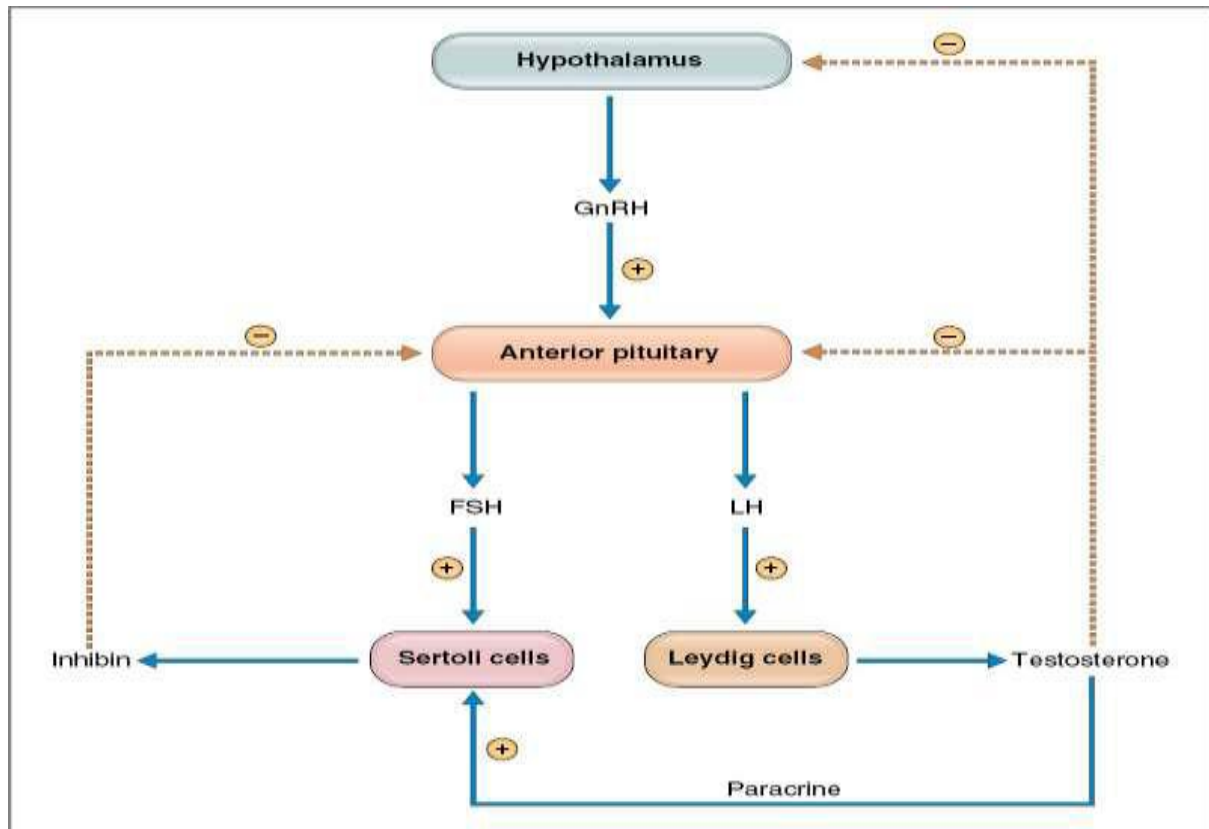 Hypothalamus
−
GnRH
+
−
Anterior pituitary
−
FSH
LH
+
+
Inhibin
Sertoli cells
Leydig cells
Testosterone
+
Paracrine